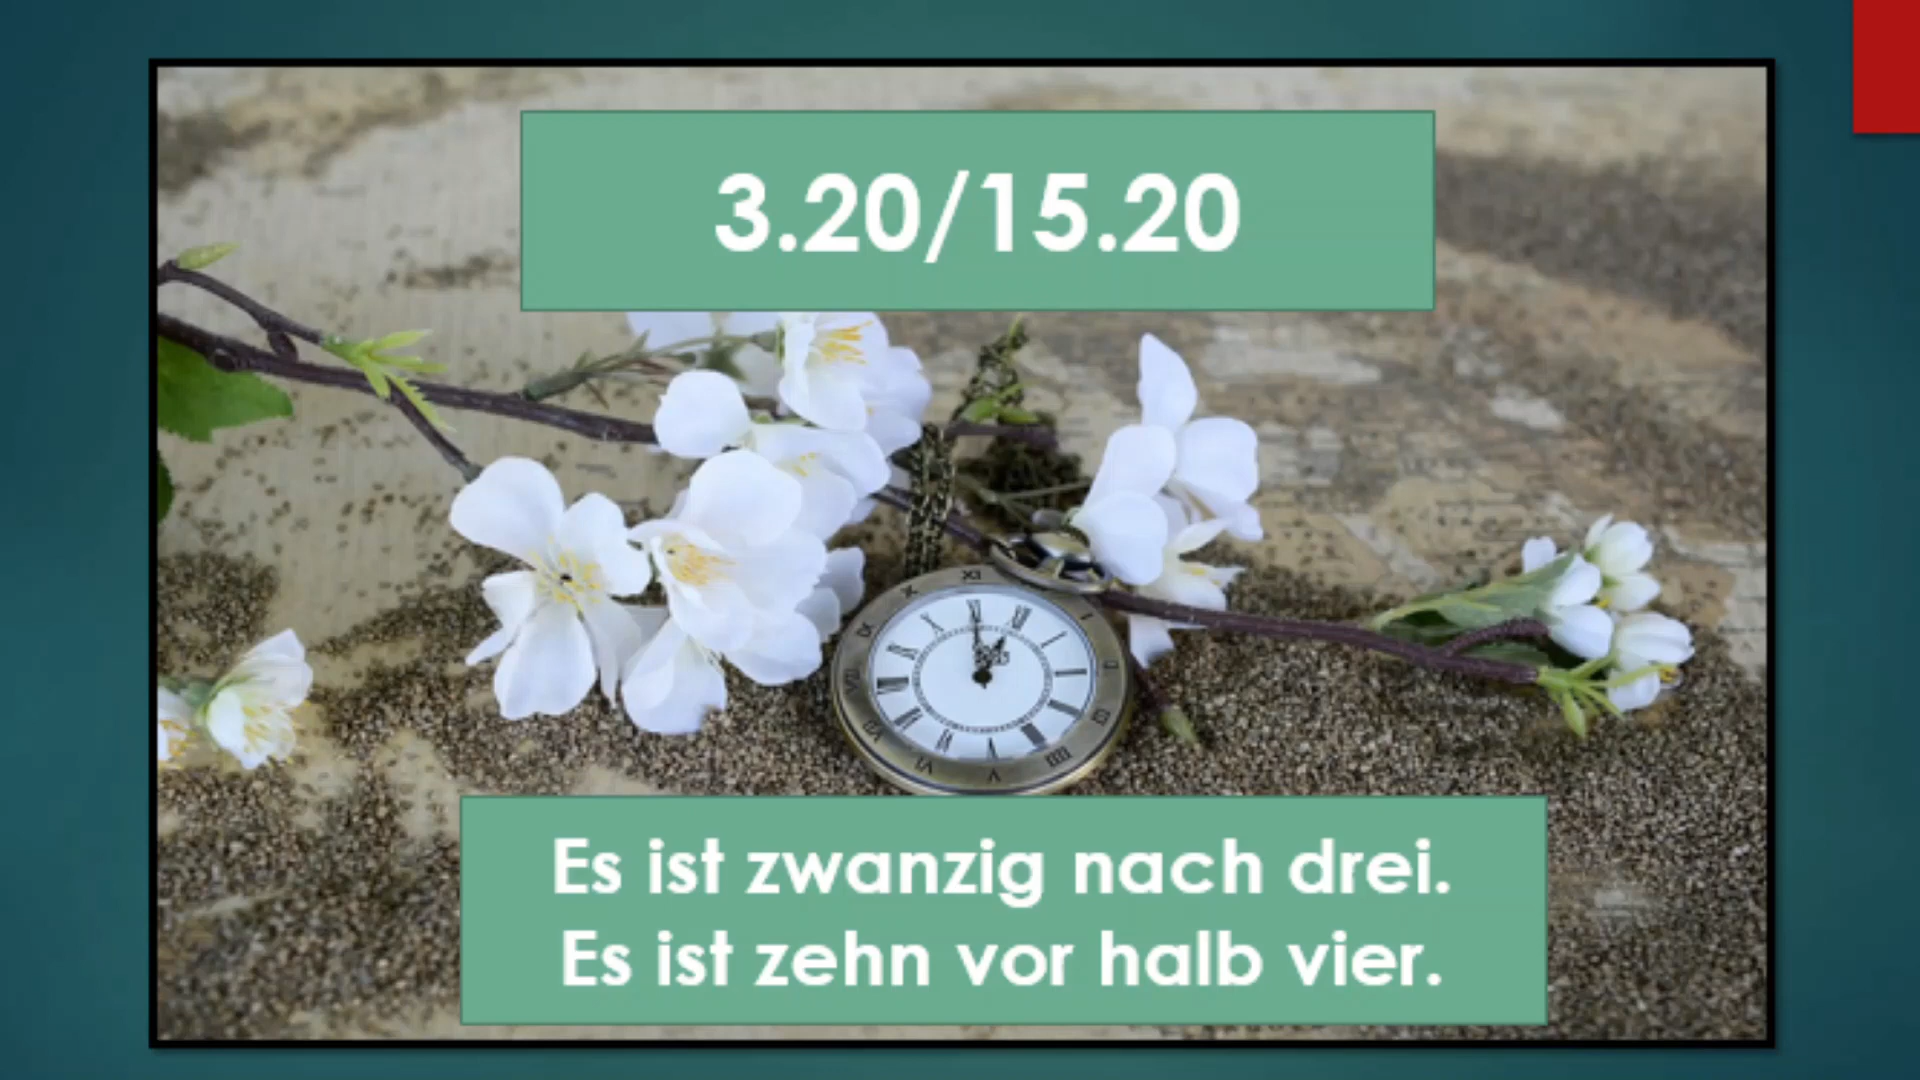 3.20/15.20
Es ist zwanzig nach drei.
Es ist zehn vor halb vier.